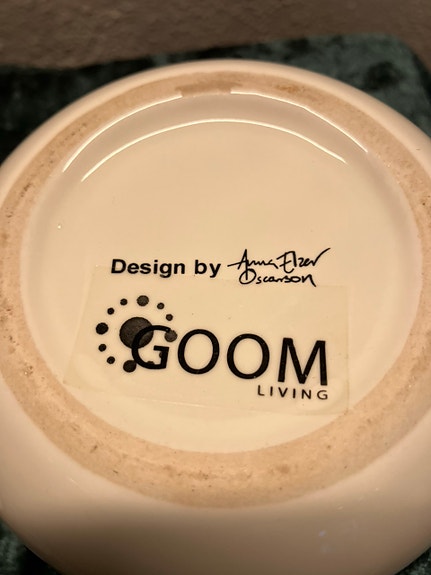 Design by Anna Elzer
Oscarson
GOOM
LIVING